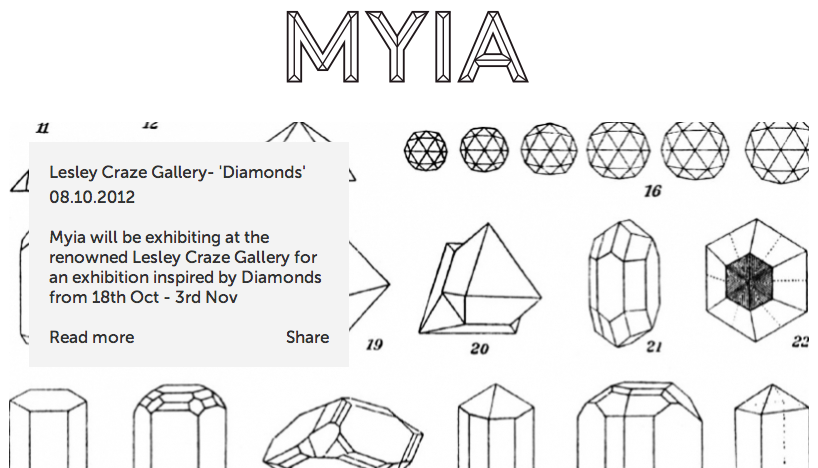 MYIA
11
12
16
Lesley Craze Gallery- 'Diamonds'
08.10.2012
Myia will be exhibiting at the
renowned Lesley Craze Gallery for
an exhibition inspired by Diamonds
from 18th Oct - 3rd Nov
Read more
Share
19
20
21
22